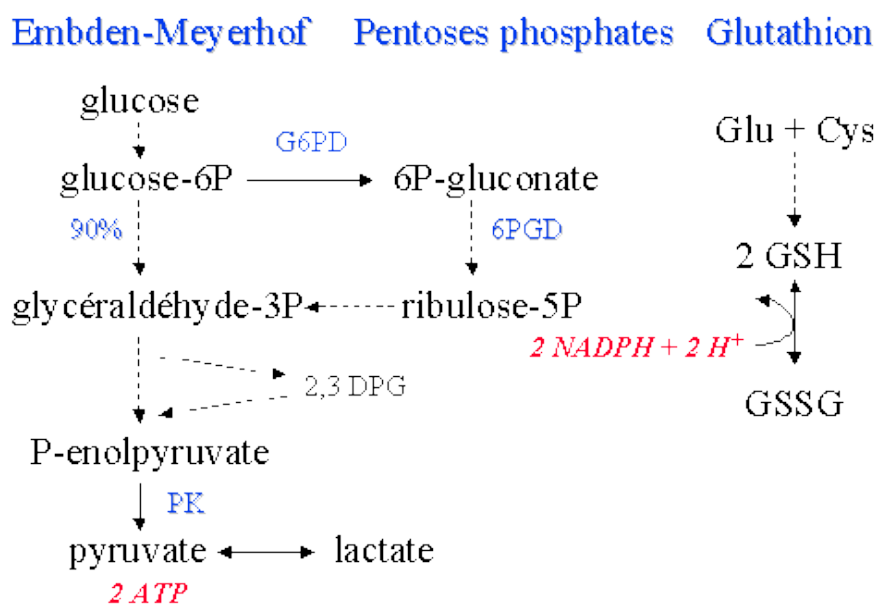 Embden-Meyerhof Pentoses phosphates Glutathion
glucose
G6PD
Glu + Cys
glucose-6P 6P-gluconate
90% 6PGD
2 GSH
glycéraldéhyde-3P ribulose-5P
2 NADPH + 2 H⁺
2,3 DPG
GSSG
P-enolpyruvate
PK
pyruvate lactate
2 ATP